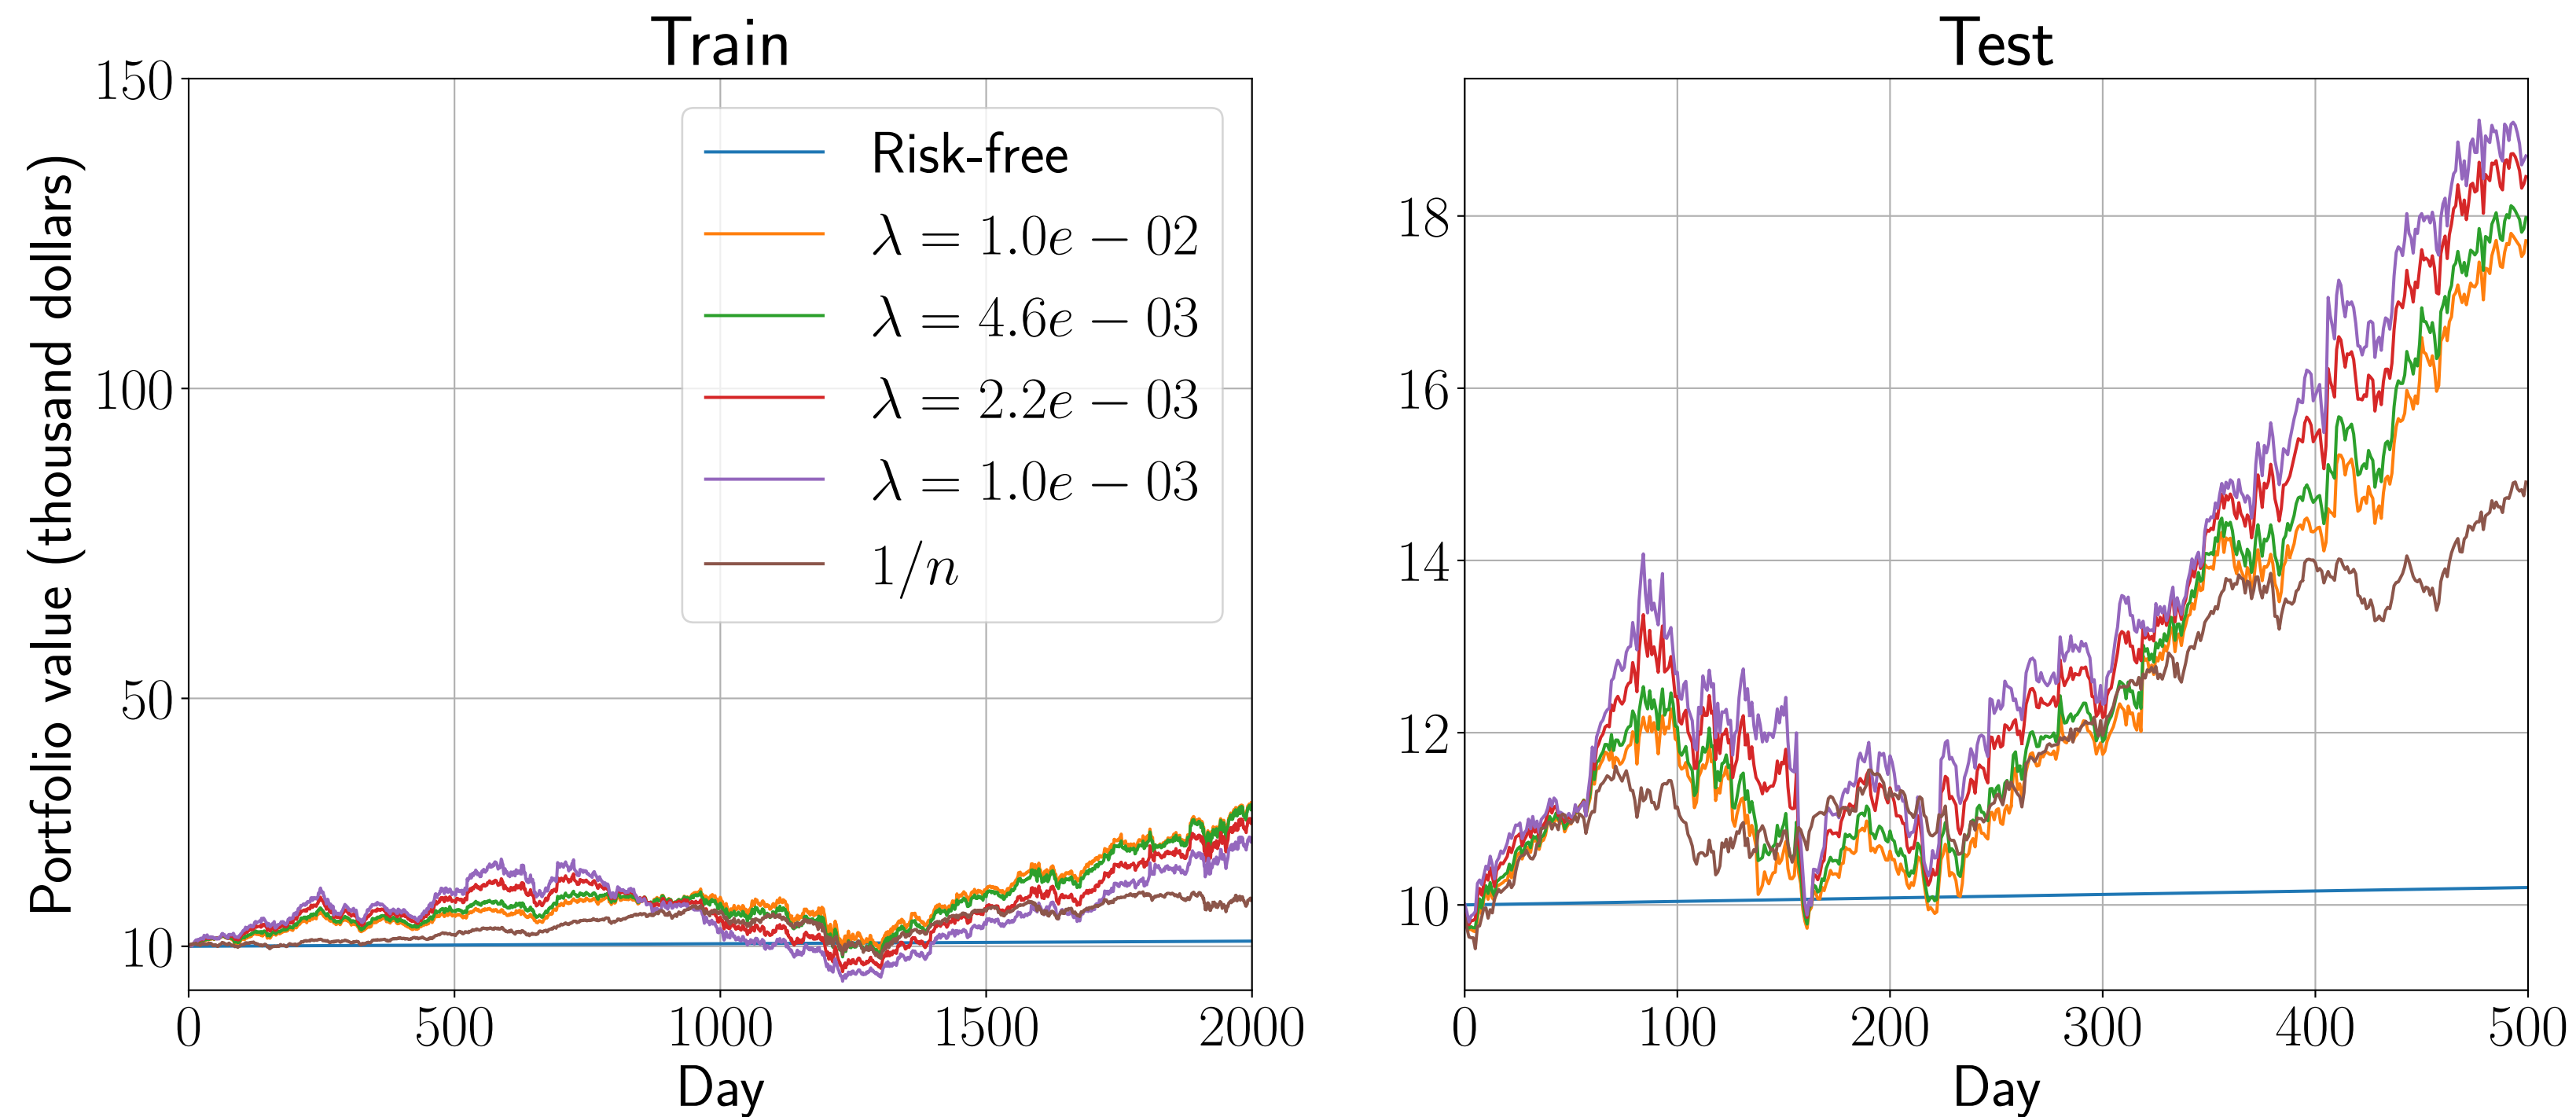 Train
Test
Portfolio value (thousand dollars)
150
100
50
10
0
500
1000
1500
2000
Day
Risk-free
λ = 1.0e − 02
λ = 4.6e − 03
λ = 2.2e − 03
λ = 1.0e − 03
1/n
18
16
14
12
10
0
100
200
300
400
500
Day